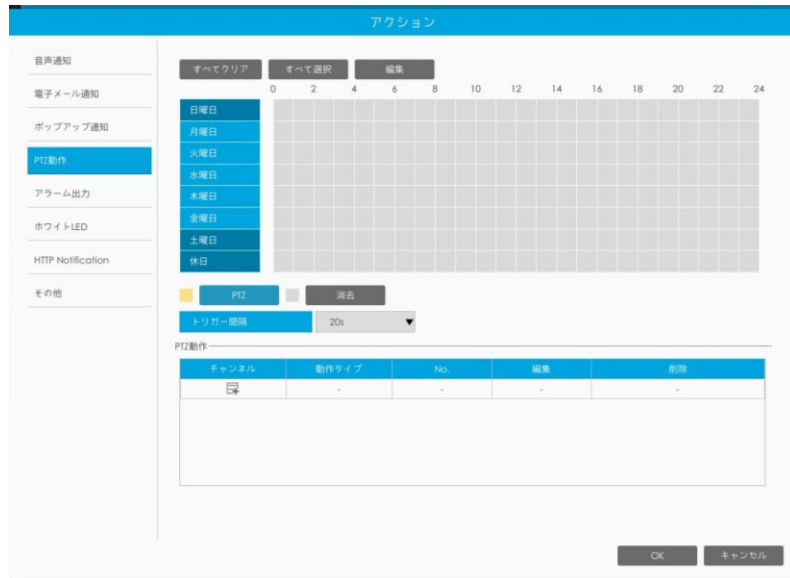 アクション
音声通知
電子メール通知
ポップアップ通知
PTZ動作
アラーム出力
ホワイトLED
HTTP Notification
その他
すべてクリア すべて選択 編集
0 2 4 6 8 10 12 14 16 18 20 22 24
日曜日
月曜日
火曜日
水曜日
木曜日
金曜日
土曜日
休日
PTZ 消去
トリガー間隔 20s
PTZ動作
チャンネル 動作タイプ No. 編集 削除
- - - -
OK キャンセル